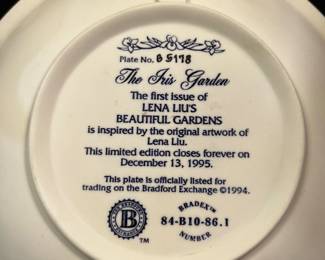 Plate No. B 5178
The Iris Garden
The first issue of
LENA LIU'S
BEAUTIFUL GARDENS
is inspired by the original artwork of
Lena Liu.
This limited edition closes forever on
December 13, 1995.
This plate is officially listed for
trading on the Bradford Exchange ©1994.
B
TM
BRADEX™
84-B10-86.1
NUMBER